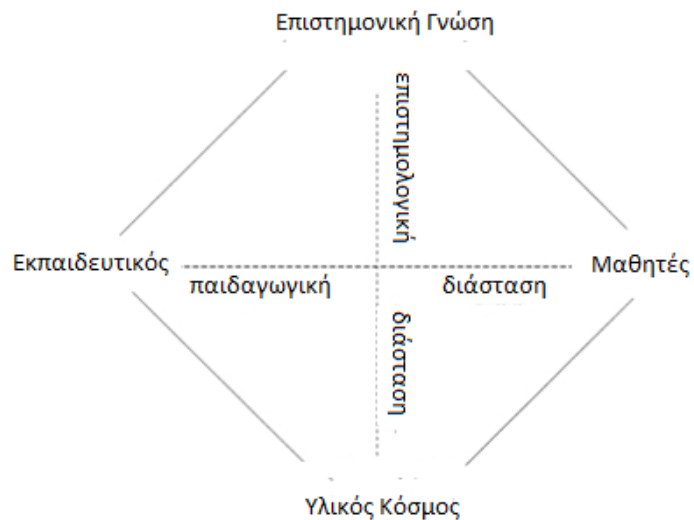 Επιστημονική Γνώση
επιστημολογική
Εκπαιδευτικός
Μαθητές
παιδαγωγική
διάσταση
διάσταση
Υλικός Κόσμος